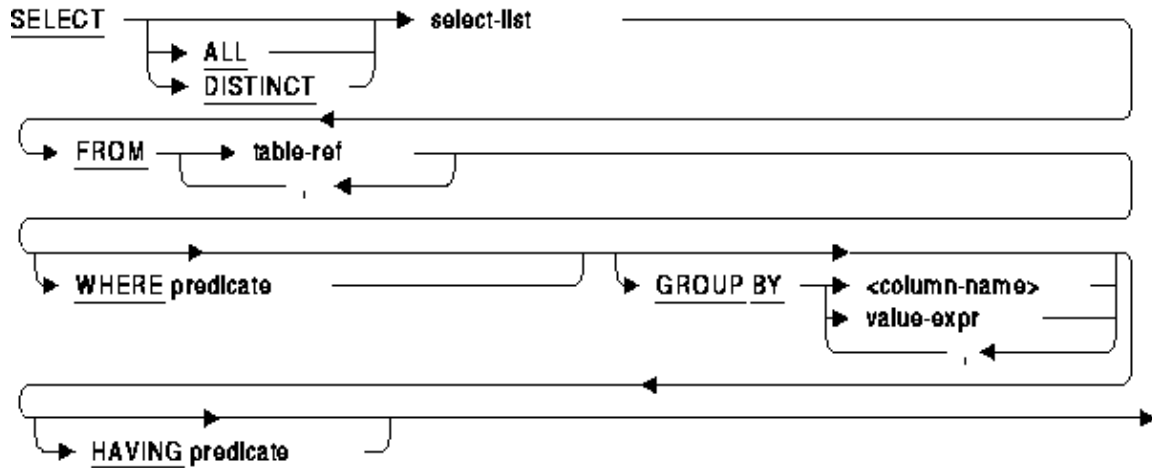 SELECT select-list
ALL
DISTINCT
FROM table-ref
,
WHERE predicate GROUP BY <column-name>
value-expr
,
HAVING predicate